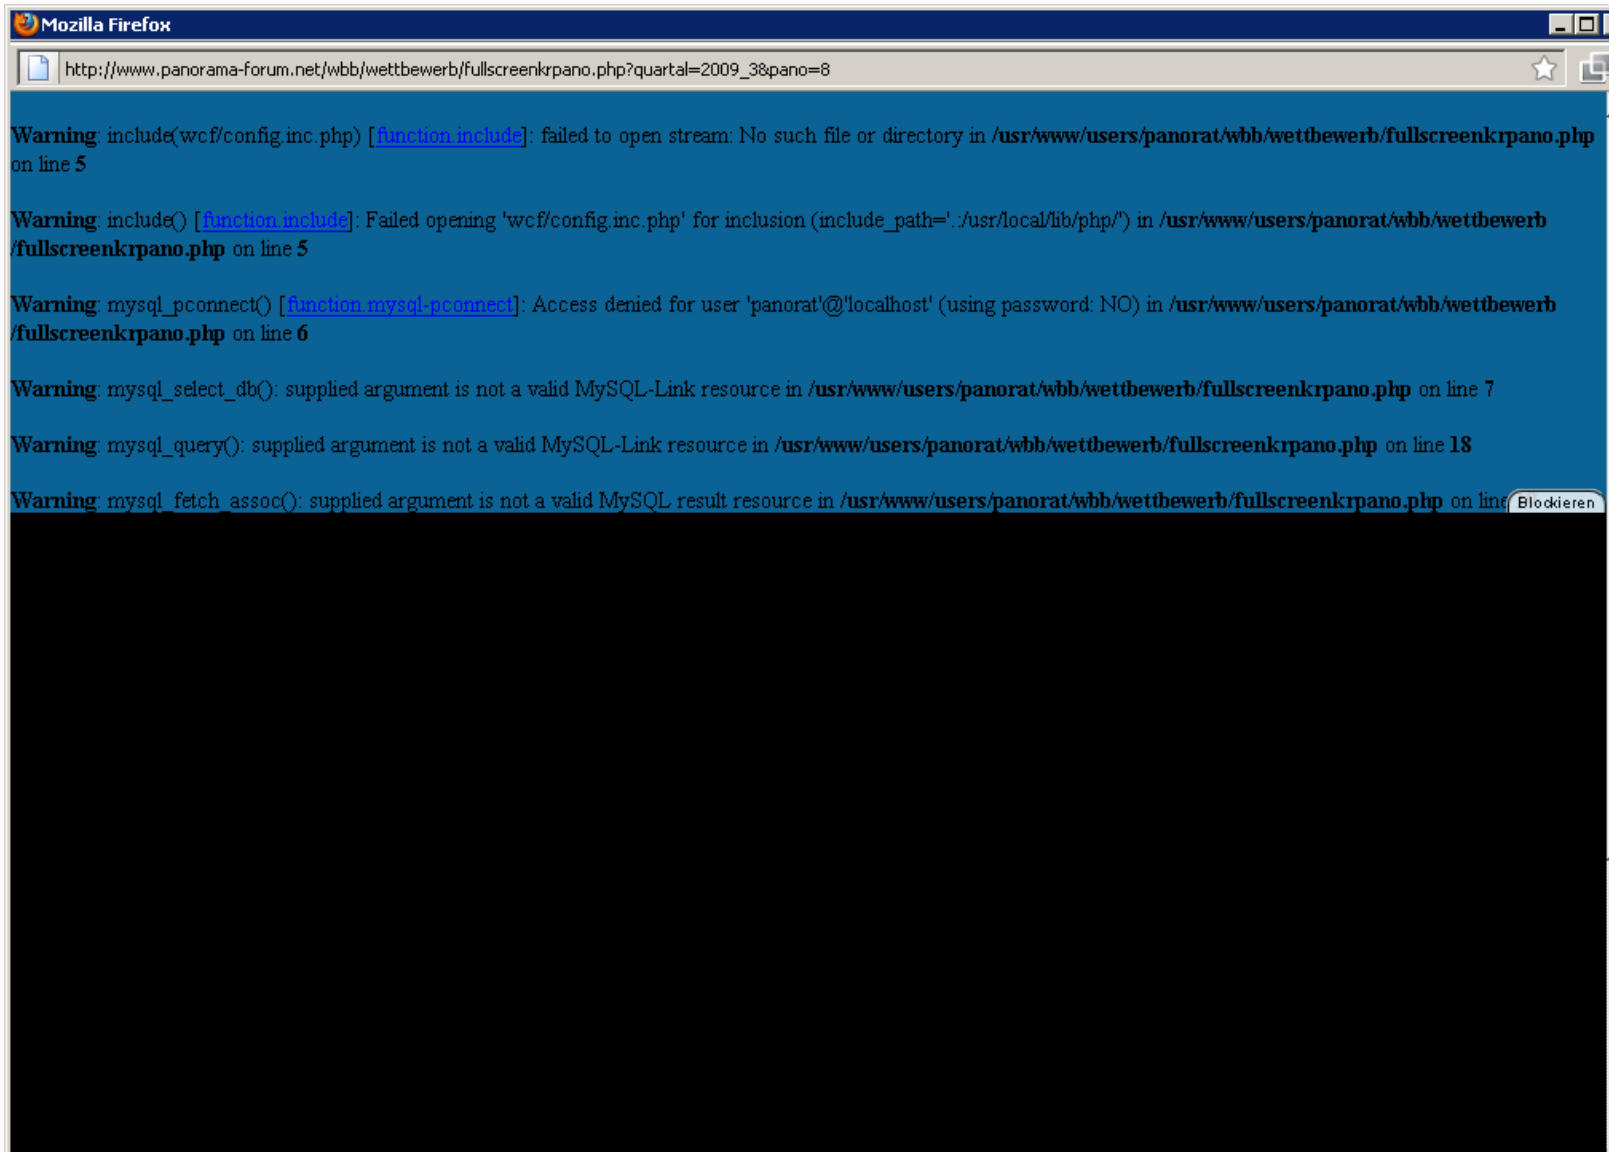 Mozilla Firefox
http://www.panorama-forum.net/wbb/wettbewerb/fullscreenkrpano.php?quartal=2009_3&pano=8
Warning: include(wcf/config.inc.php) [function.include]: failed to open stream: No such file or directory in /usr/www/users/panorat/wbb/wettbewerb/fullscreenkrpano.php
on line 5
Warning: include() [function.include]: Failed opening 'wcf/config.inc.php' for inclusion (include_path='.:/usr/local/lib/php/') in /usr/www/users/panorat/wbb/wettbewerb
/fullscreenkrpano.php on line 5
Warning: mysql_pconnect() [function.mysql-pconnect]: Access denied for user 'panorat'@'localhost' (using password: NO) in /usr/www/users/panorat/wbb/wettbewerb
/fullscreenkrpano.php on line 6
Warning: mysql_select_db(): supplied argument is not a valid MySQL-Link resource in /usr/www/users/panorat/wbb/wettbewerb/fullscreenkrpano.php on line 7
Warning: mysql_query(): supplied argument is not a valid MySQL-Link resource in /usr/www/users/panorat/wbb/wettbewerb/fullscreenkrpano.php on line 18
Warning: mysql_fetch_assoc(): supplied argument is not a valid MySQL result resource in /usr/www/users/panorat/wbb/wettbewerb/fullscreenkrpano.php on line Blockieren